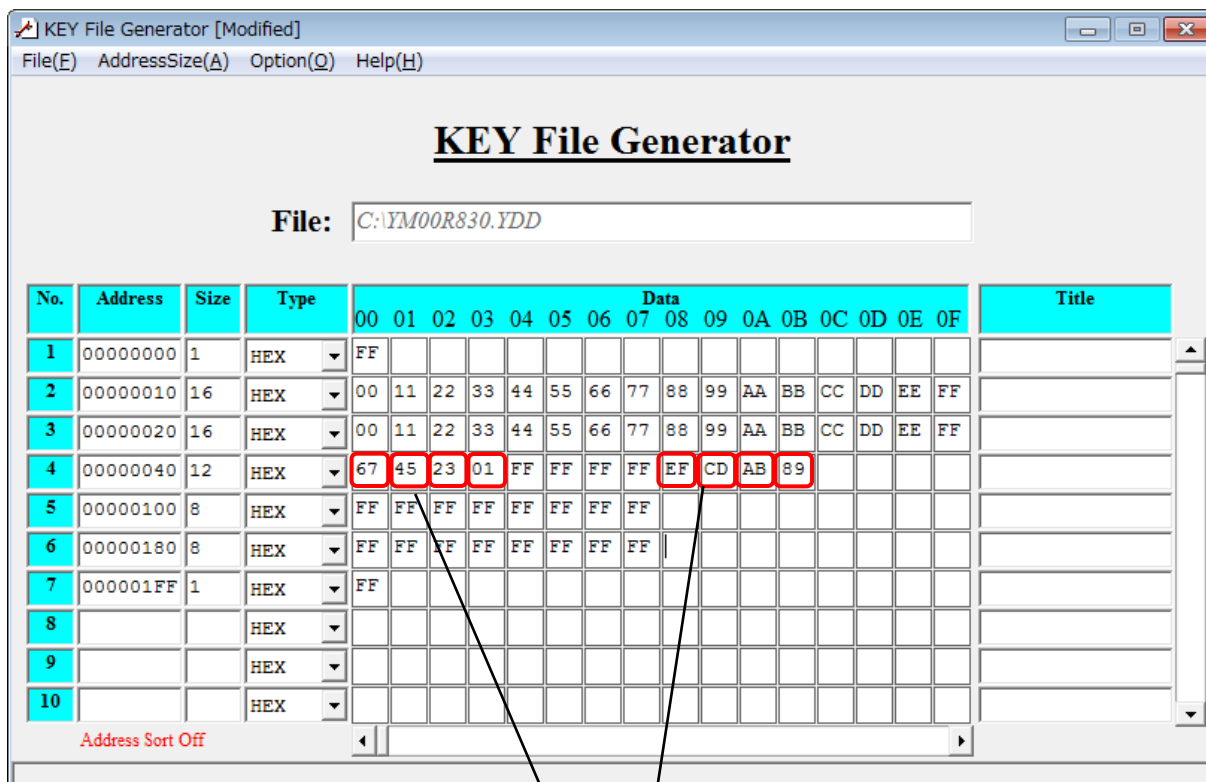 KEY File Generator [Modified]
File(F) AddressSize(A) Option(O) Help(H)
KEY File Generator
File: C:\YM00R830.YDD
No. Address Size Type Data Title
00 01 02 03 04 05 06 07 08 09 0A 0B 0C 0D 0E 0F
1 00000000 1 HEX FF
2 00000010 16 HEX 00 11 22 33 44 55 66 77 88 99 AA BB CC DD EE FF
3 00000020 16 HEX 00 11 22 33 44 55 66 77 88 99 AA BB CC DD EE FF
4 00000040 12 HEX 67 45 23 01 FF FF FF FF EF CD AB 89
5 00000100 8 HEX FF FF FF FF FF FF FF FF
6 00000180 8 HEX FF FF FF FF FF FF FF FF
7 000001FF 1 HEX FF
8 HEX
9 HEX
10 HEX
Address Sort Off